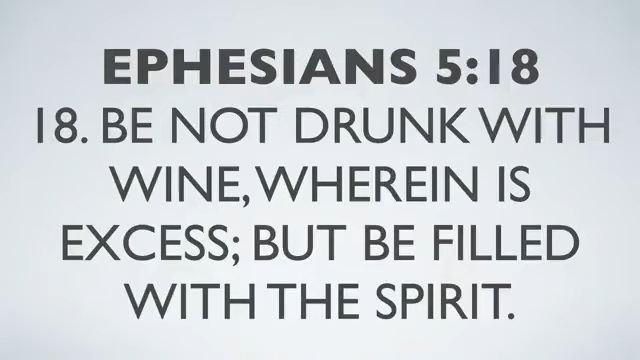 EPHESIANS 5:18
18. BE NOT DRUNK WITH
WINE, WHEREIN IS
EXCESS; BUT BE FILLED
WITH THE SPIRIT.